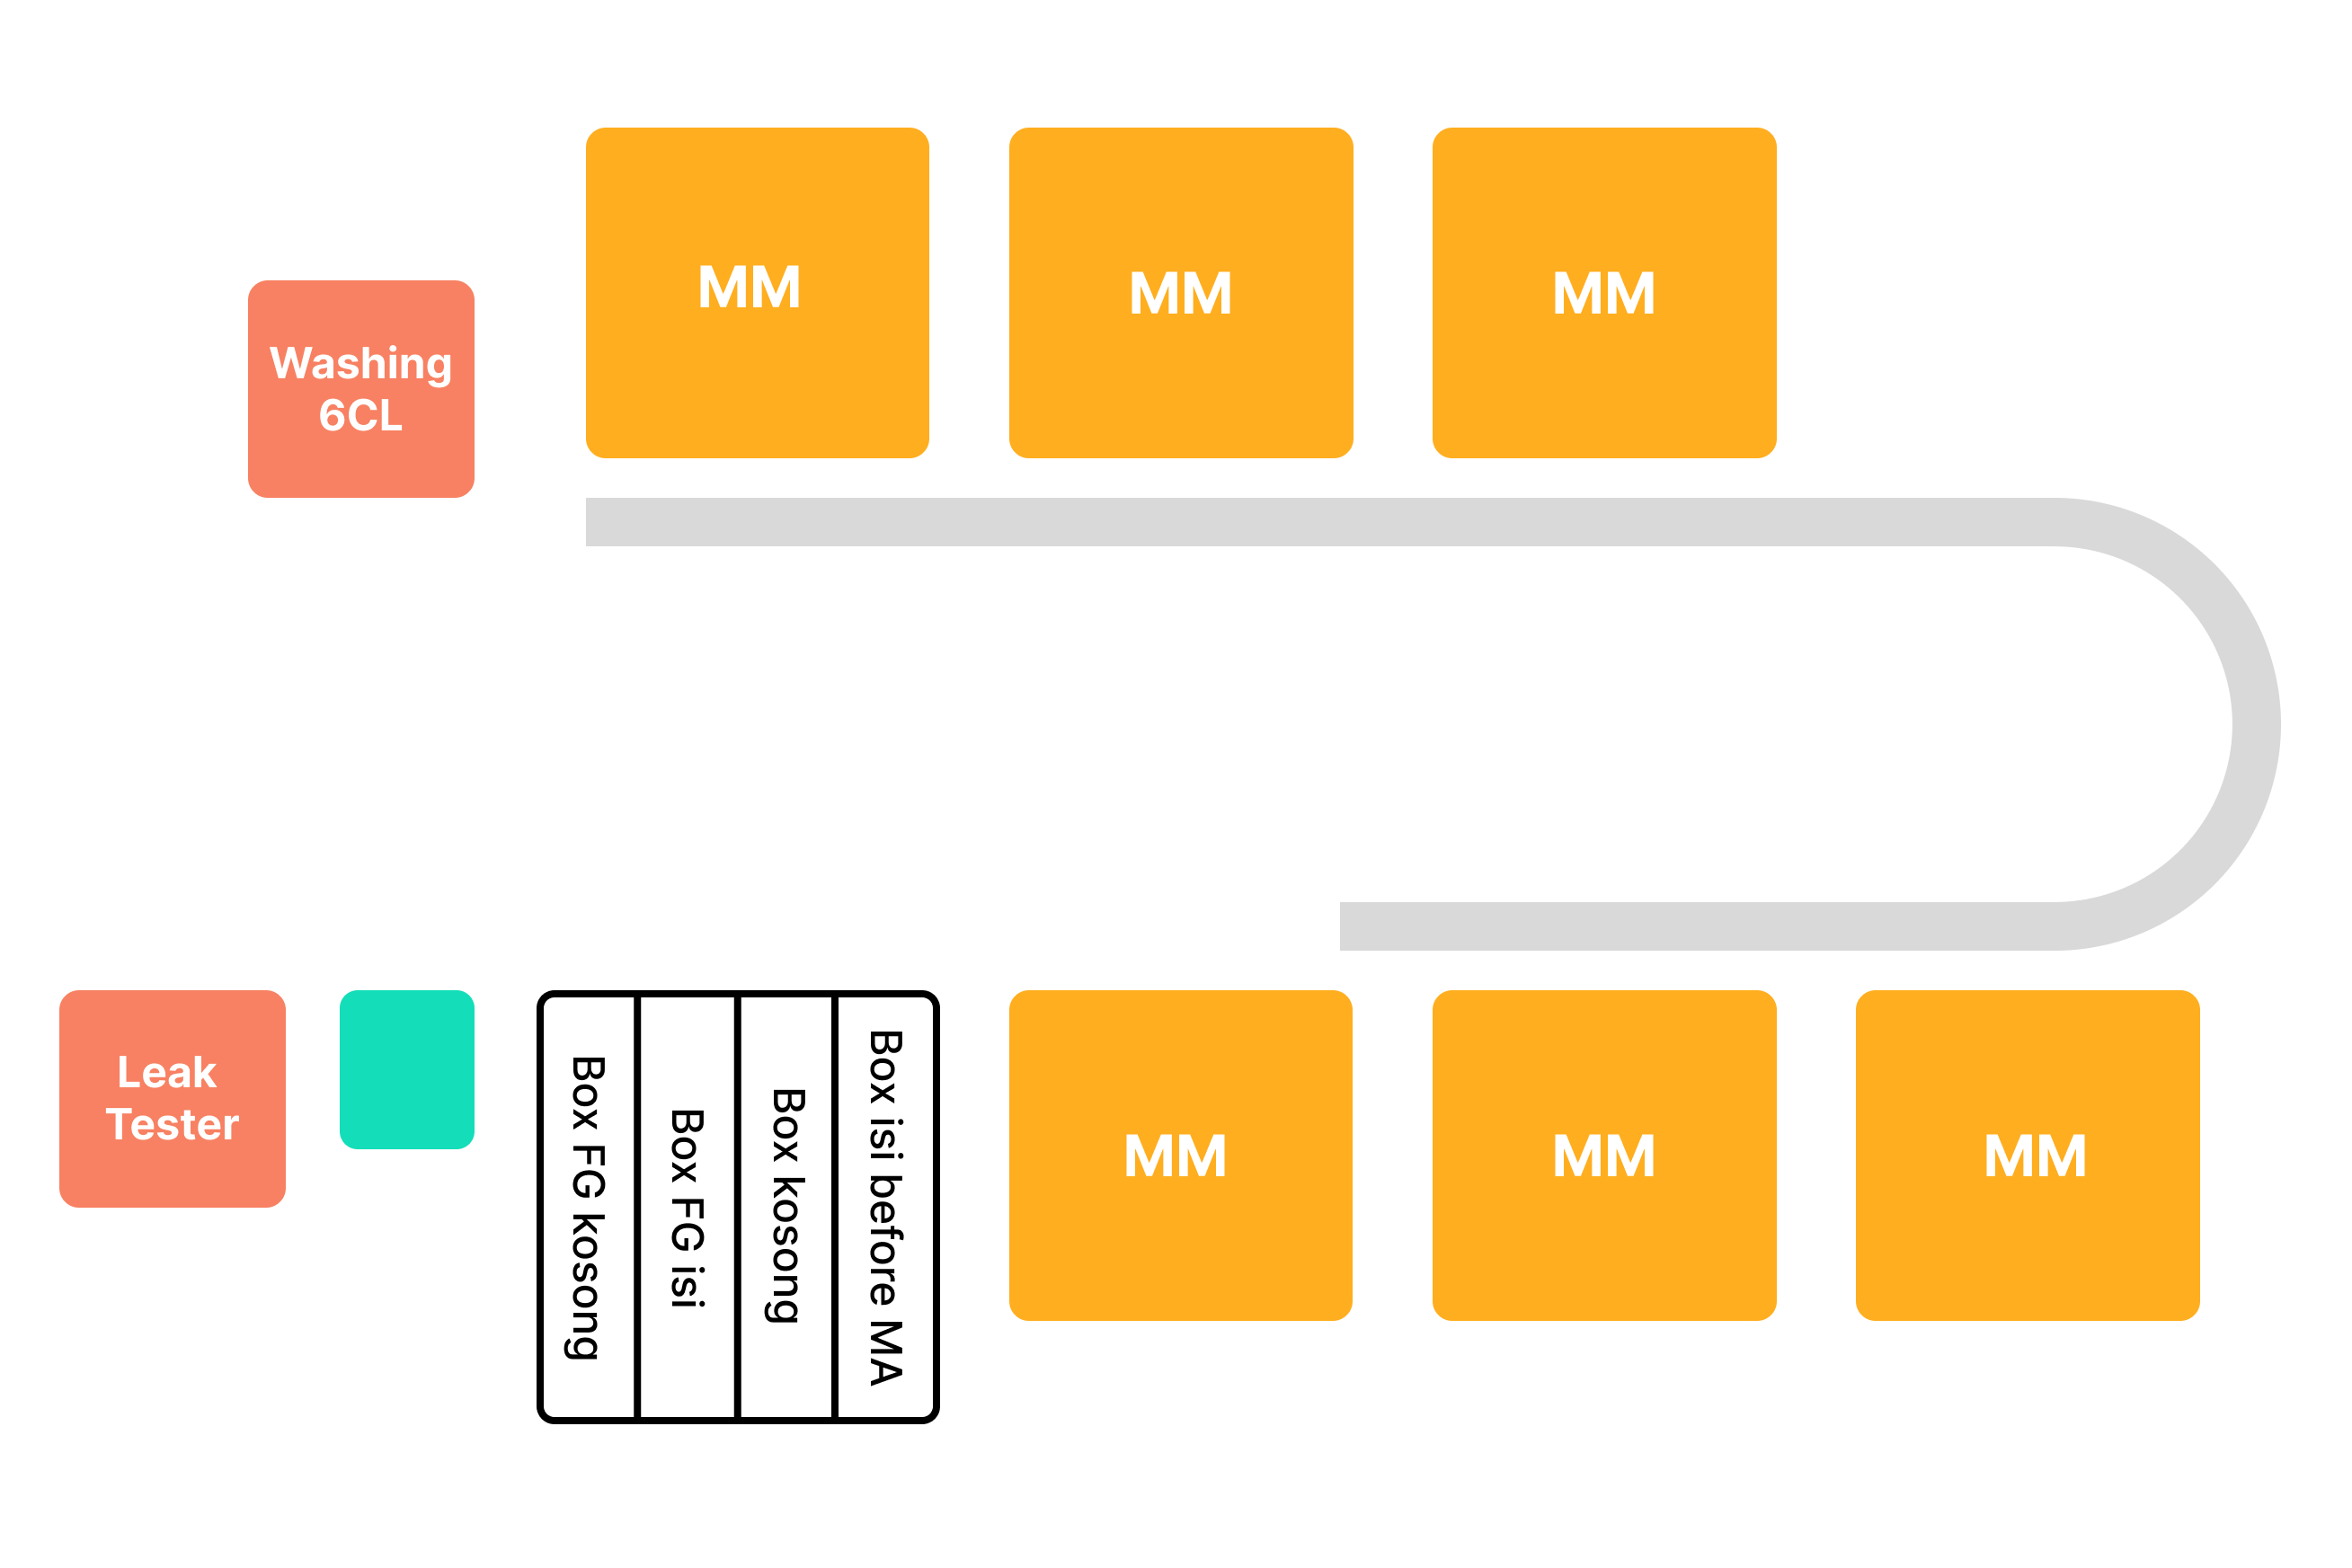 MM
MM
MM
Washing
6CL
Leak
Tester
Box FG kosong
Box FG isi
Box kosong
Box isi before MA
MM
MM
MM